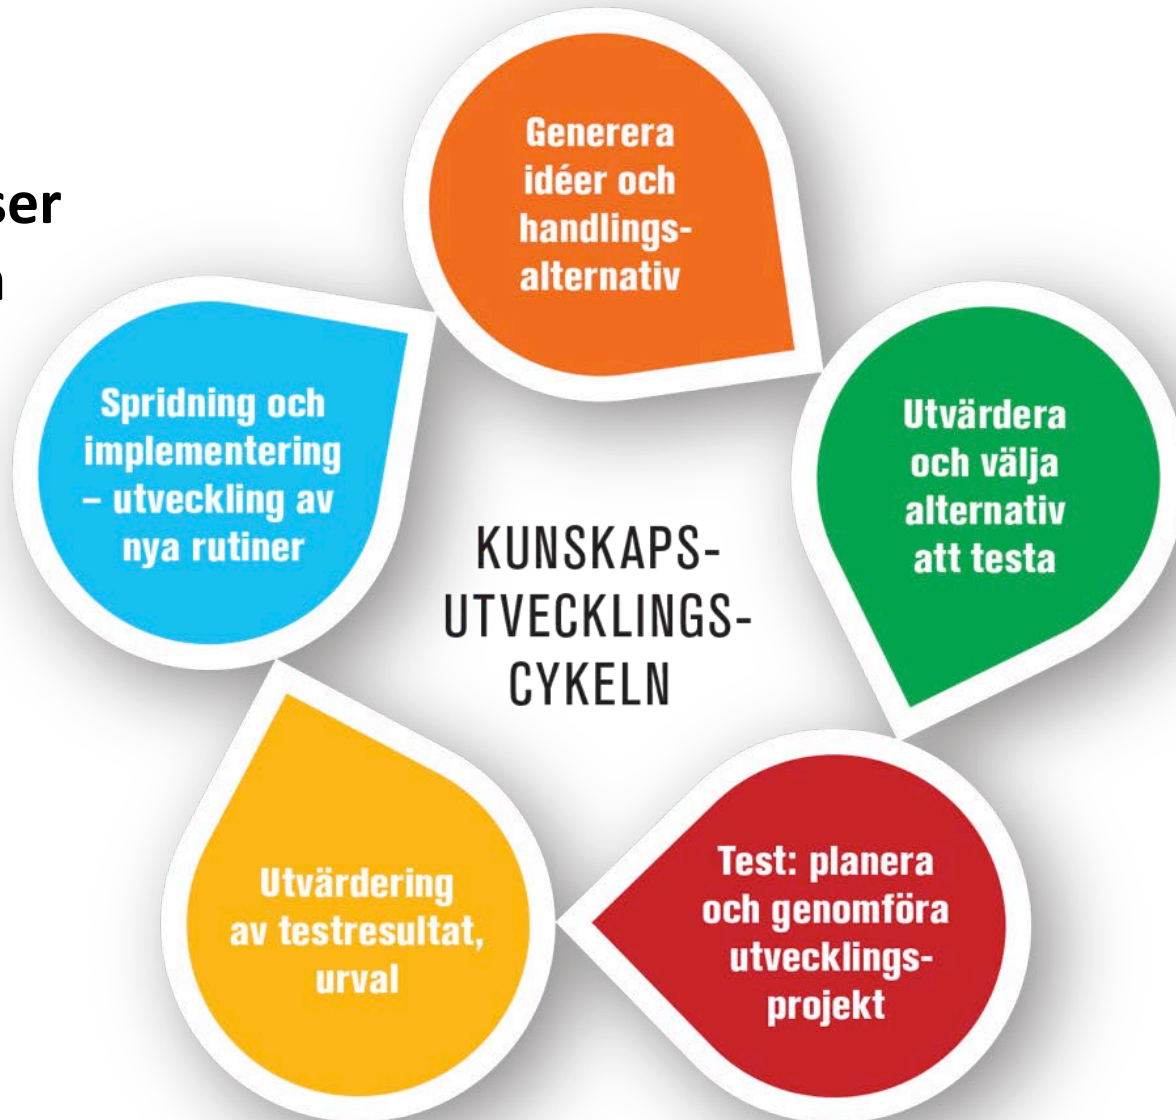 ser
Generera
idéer och
handlings-
alternativ
Utvärdera
och välja
alternativ
att testa
Test: planera
och genomföra
utvecklings-
projekt
Utvärdering
av testresultat,
urval
Spridning och
implementering
– utveckling av
nya rutiner
KUNSKAPS-
UTVECKLINGS-
CYKELN